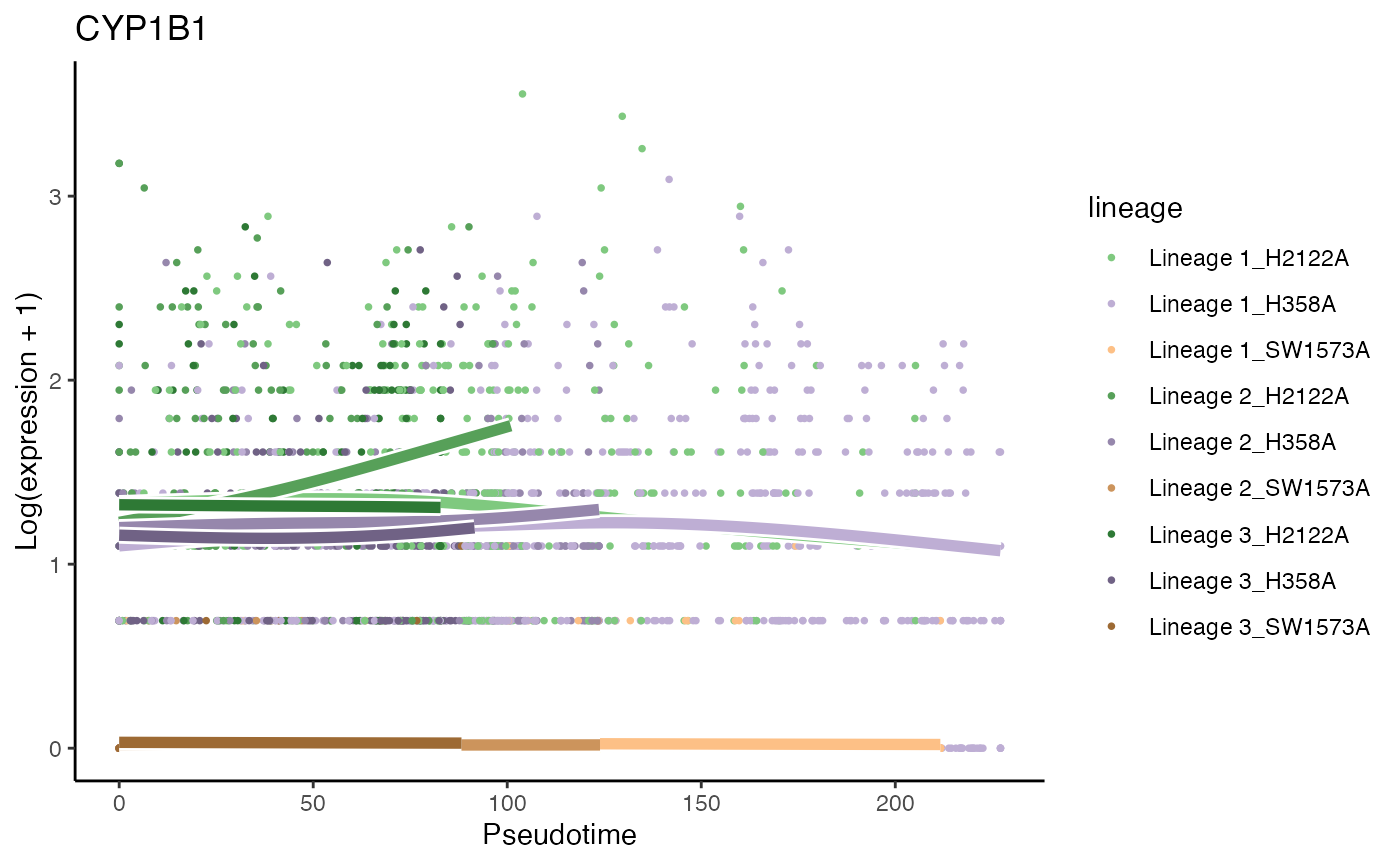 CYP1B1
Log(expression + 1)
3
2
1
0
0 50 100 150 200
Pseudotime
lineage
Lineage 1_H2122A
Lineage 1_H358A
Lineage 1_SW1573A
Lineage 2_H2122A
Lineage 2_H358A
Lineage 2_SW1573A
Lineage 3_H2122A
Lineage 3_H358A
Lineage 3_SW1573A